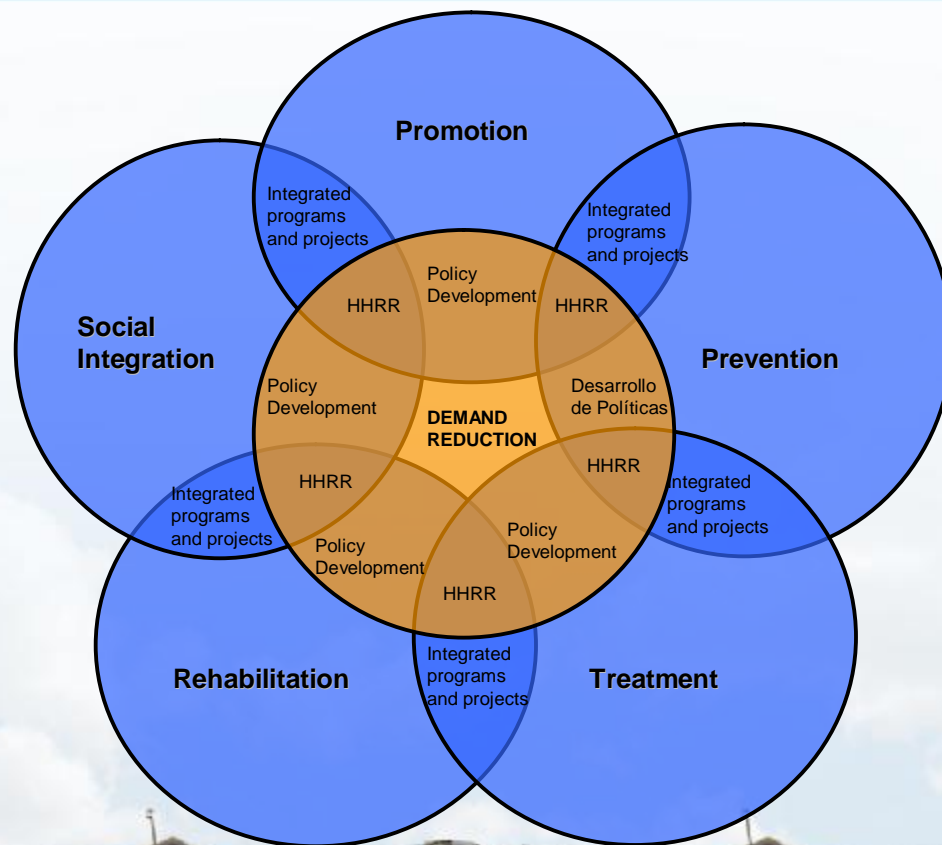 Promotion
Integrated
programs
and projects
Integrated
programs
and projects
Policy
Development
HHRR
HHRR
Social
Integration
Prevention
Policy
Development
Desarrollo
de Políticas
DEMAND
REDUCTION
HHRR
HHRR
Integrated
programs
and projects
Integrated
programs
and projects
Policy
Development
Policy
Development
HHRR
Integrated
programs
and projects
Rehabilitation
Treatment